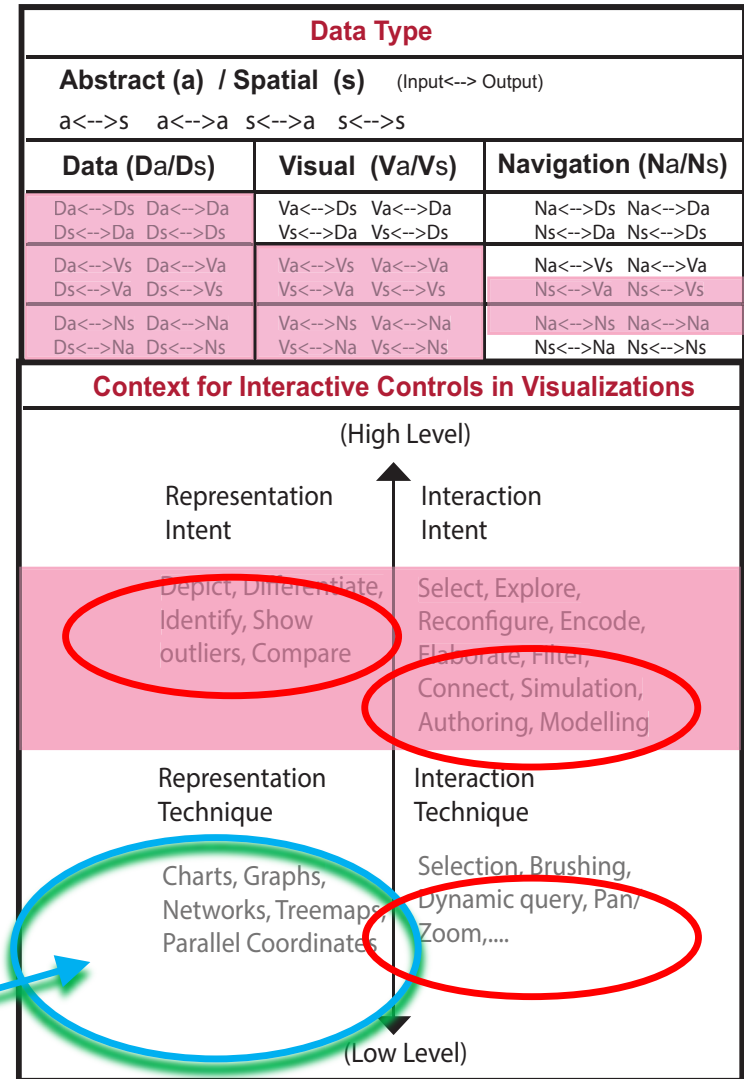 Data Type
Abstract (a) / Spatial (s) (Input<--> Output)
a<-->s a<-->a s<-->a s<-->s
Data (Da/Ds) Visual (Va/Vs) Navigation (Na/Ns)
Da<-->Ds Da<-->Da Va<-->Ds Va<-->Da Na<-->Ds Na<-->Da
Ds<-->Da Ds<-->Ds Vs<-->Da Vs<-->Ds Ns<-->Da Ns<-->Ds
Da<-->Vs Da<-->Va Va<-->Vs Va<-->Va Na<-->Vs Na<-->Va
Ds<-->Va Ds<-->Vs Vs<-->Va Vs<-->Vs Ns<-->Va Ns<-->Vs
Da<-->Ns Da<-->Na Va<-->Ns Va<-->Na Na<-->Ns Na<-->Na
Ds<-->Na Ds<-->Ns Vs<-->Na Vs<-->Ns Ns<-->Na Ns<-->Ns
Context for Interactive Controls in Visualizations
(High Level)
Representation
Intent
Interaction
Intent
Depict, Differentiate,
Identify, Show
outliers, Compare
Select, Explore,
Reconfigure, Encode,
Elaborate, Filter,
Connect, Simulation,
Authoring, Modelling
Representation
Technique
Interaction
Technique
Charts, Graphs,
Networks, Treemaps,
Parallel Coordinates
Selection, Brushing,
Dynamic query, Pan/
Zoom,....
(Low Level)